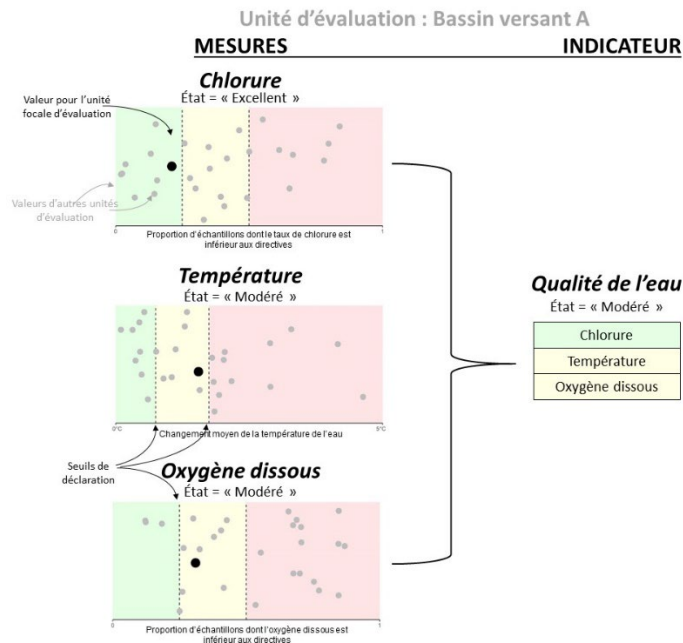 Unité d’évaluation : Bassin versant A
MESURES
INDICATEUR
Chlorure
État = « Excellent »
Valeur pour l’unité
focale d’évaluation
Valeurs d’autres unités
d’évaluation
0
1
Proportion d’échantillons dont le taux de chlorure est
inférieur aux directives
Température
État = « Modéré »
0°C
9°C
Changement moyen de la température de l’eau
Seuils de
déclaration
Oxygène dissous
État = « Modéré »
0
1
Proportion d’échantillons dont l’oxygène dissous est
inférieur aux directives
Qualité de l’eau
État = « Modéré »
Chlorure
Température
Oxygène dissous